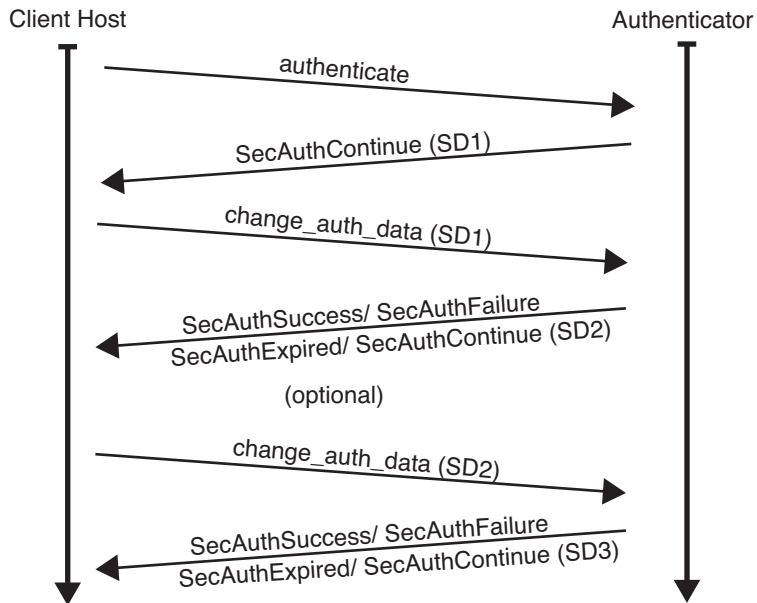 Client Host
Authenticator
authenticate
SecAuthContinue (SD1)
change_auth_data (SD1)
SecAuthSuccess/ SecAuthFailure
SecAuthExpired/ SecAuthContinue (SD2)
(optional)
change_auth_data (SD2)
SecAuthSuccess/ SecAuthFailure
SecAuthExpired/ SecAuthContinue (SD3)